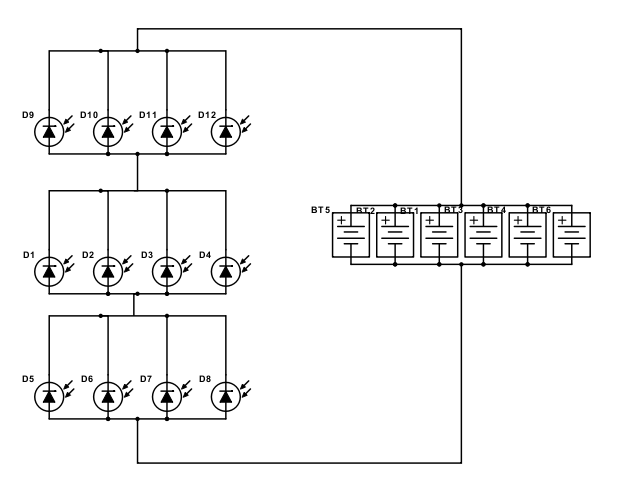 D9 D10 D11 D12
BT5 BT2 BT1 BT3 BT4 BT6
+ + + + + +
D1 D2 D3 D4
D5 D6 D7 D8